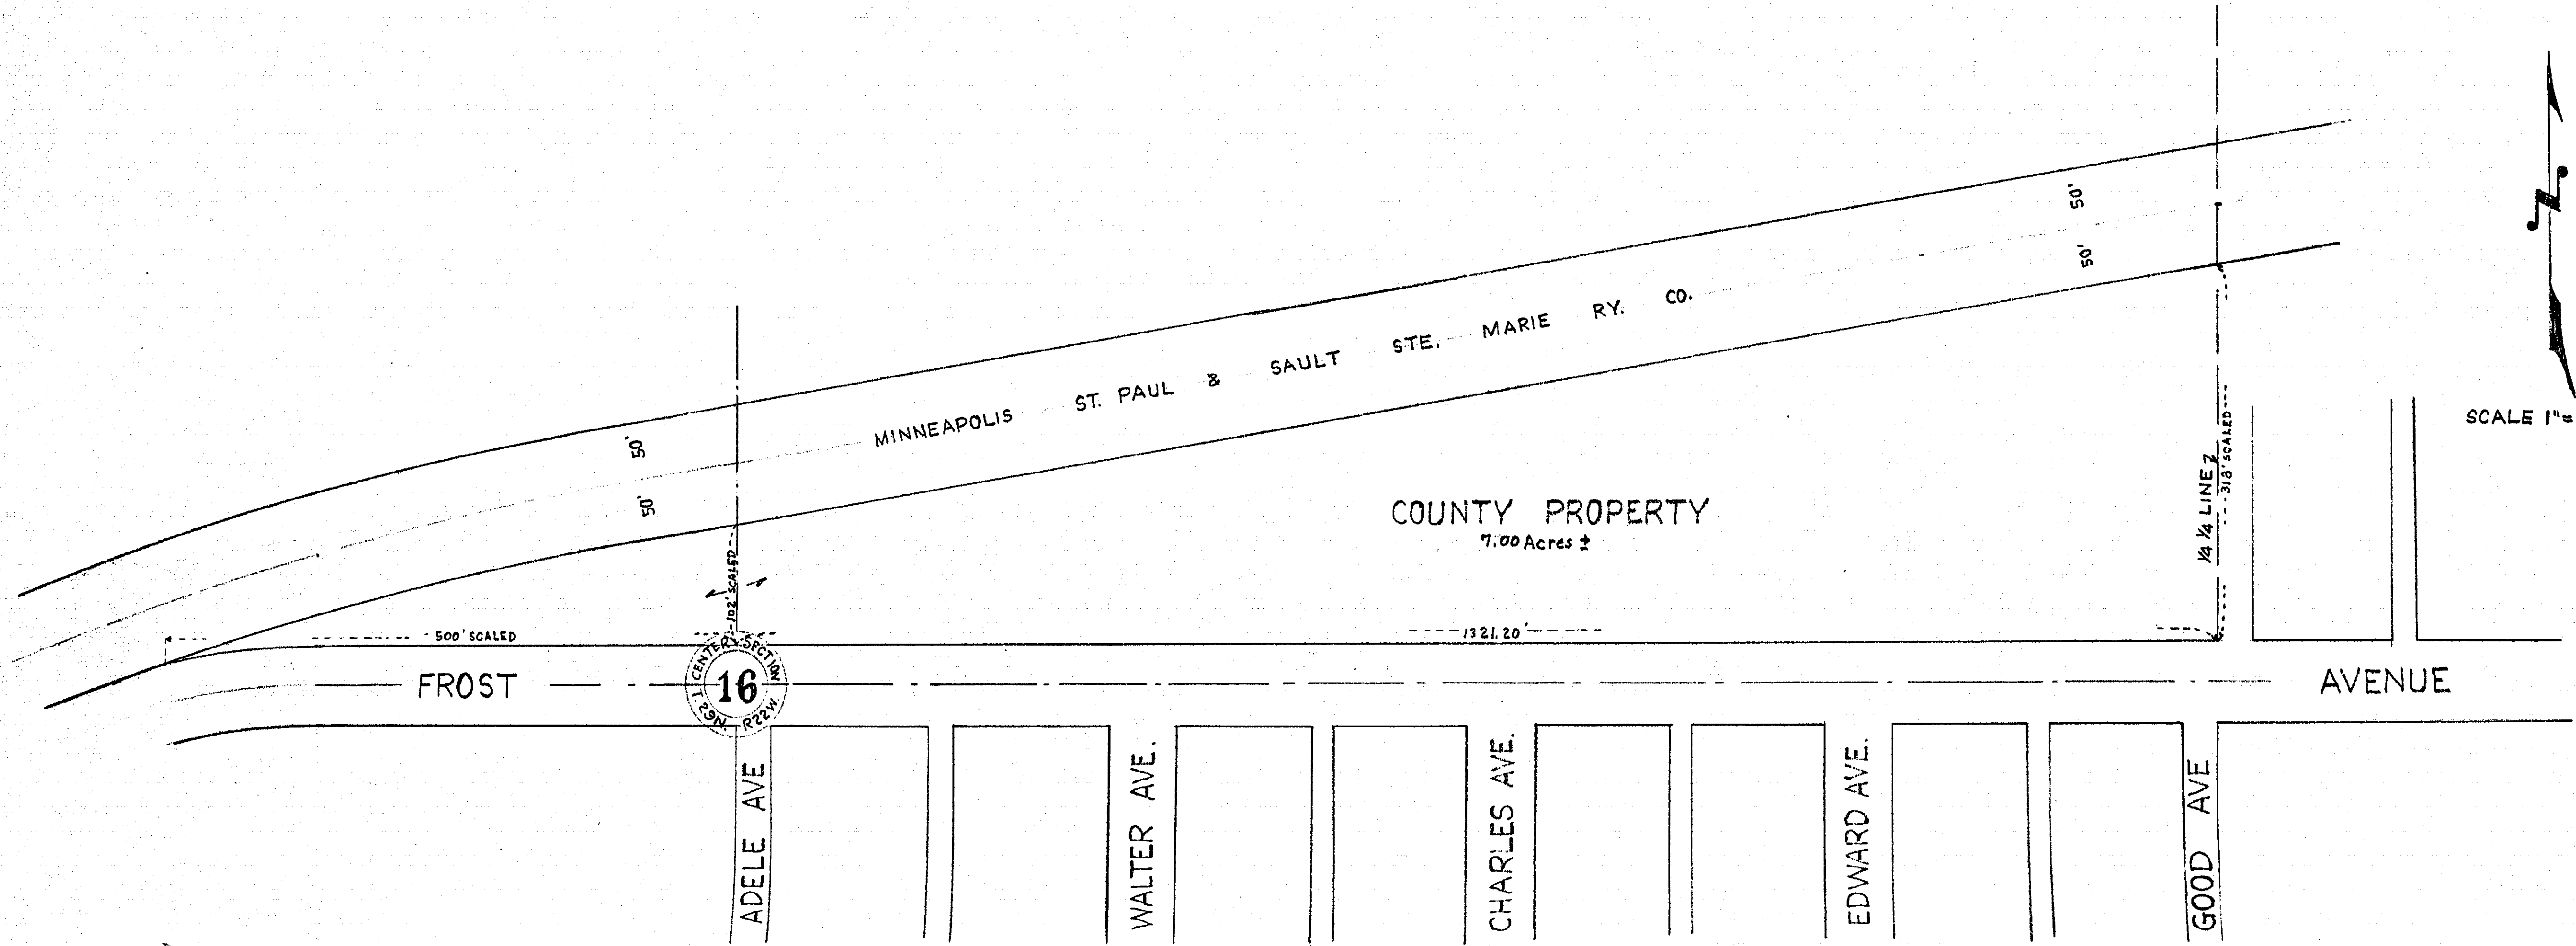 50'
50'
SCALE 1"=
MINNEAPOLIS ST. PAUL & SAULT STE. MARIE RY. CO.
50'
50'
¼ ¼ LINE
318' SCALED
COUNTY PROPERTY
7.00 Acres ±
102' SCALED
500' SCALED
1321.20'
CENTER SECTION
16
T. 29N. R22W
FROST AVENUE
ADELE AVE
WALTER AVE.
CHARLES AVE.
EDWARD AVE.
GOOD AVE